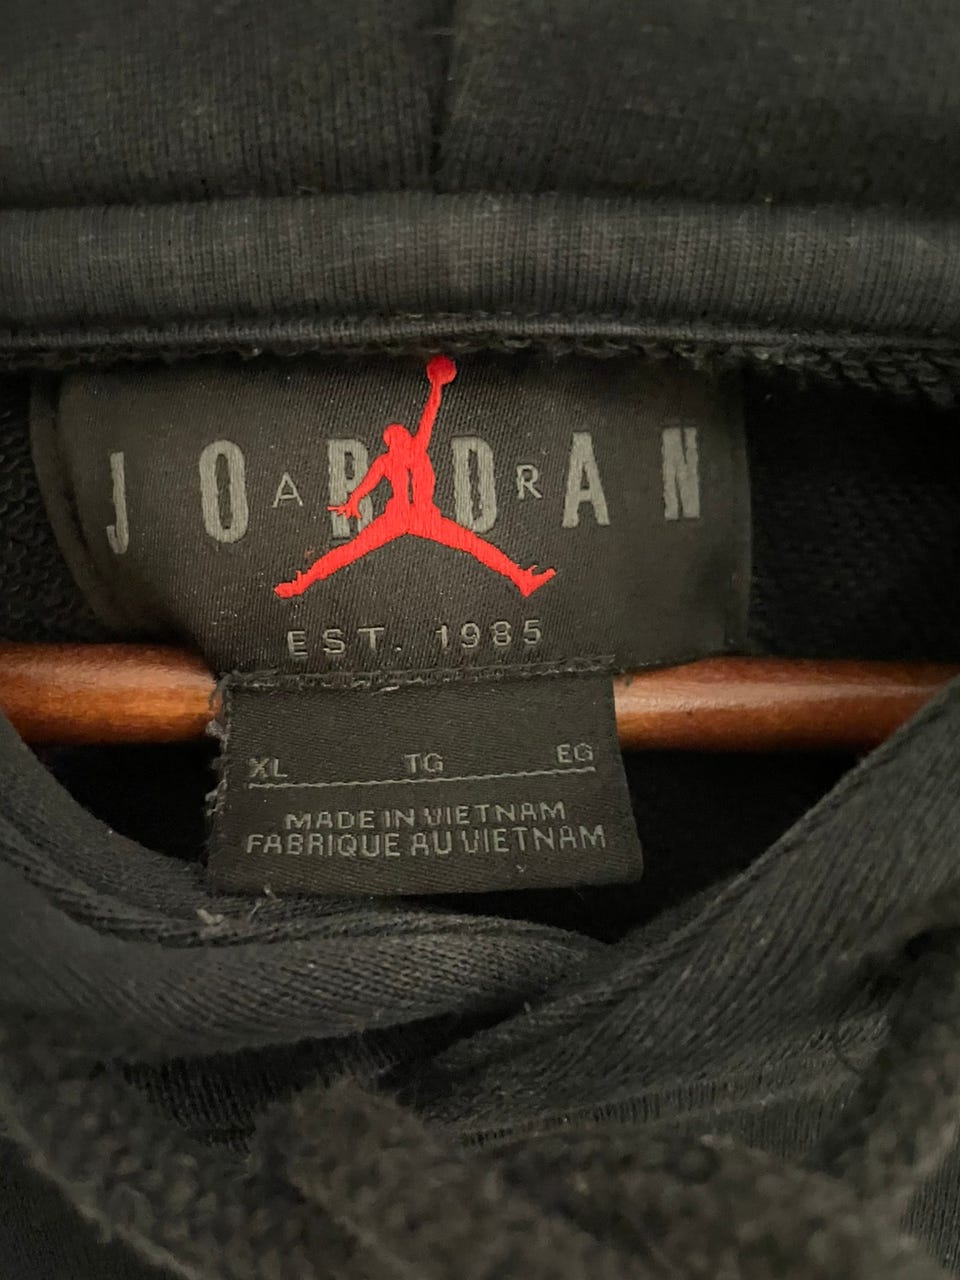 JORDAN
AIR
EST. 1985
XL TG EG
MADE IN VIETNAM
FABRIQUE AU VIETNAM